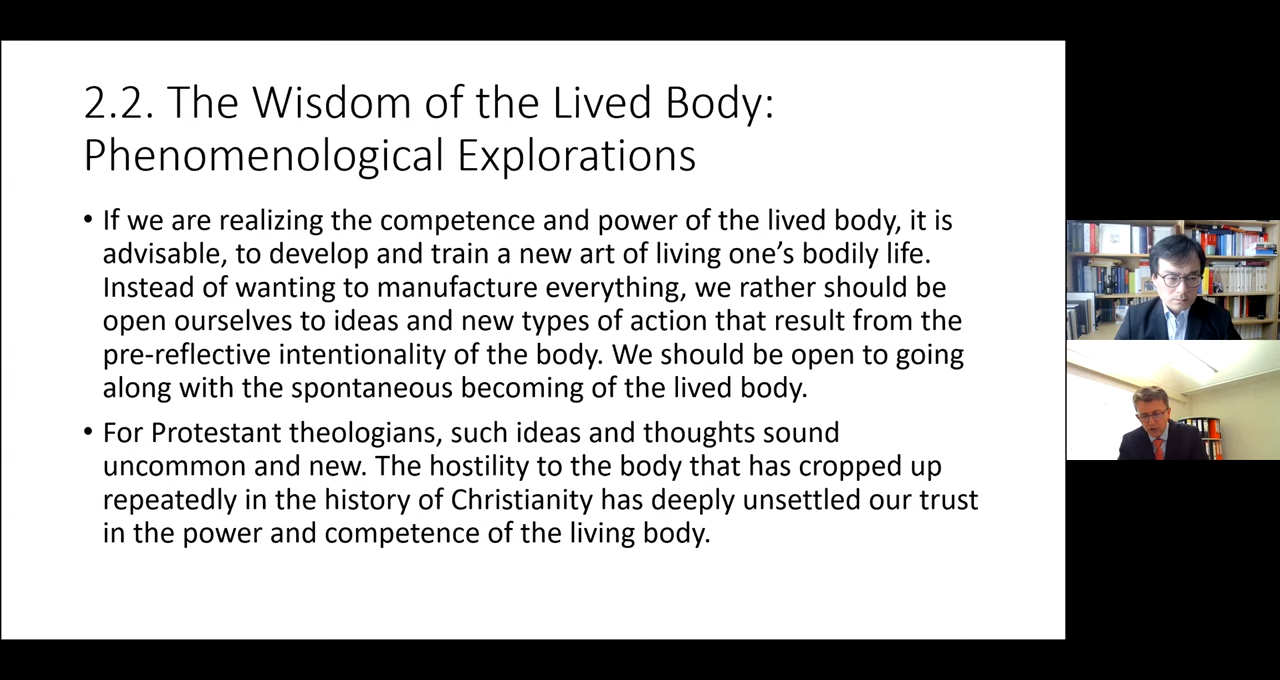 2.2. The Wisdom of the Lived Body:
Phenomenological Explorations
• If we are realizing the competence and power of the lived body, it is
advisable, to develop and train a new art of living one’s bodily life.
Instead of wanting to manufacture everything, we rather should be
open ourselves to ideas and new types of action that result from the
pre-reflective intentionality of the body. We should be open to going
along with the spontaneous becoming of the lived body.
• For Protestant theologians, such ideas and thoughts sound
uncommon and new. The hostility to the body that has cropped up
repeatedly in the history of Christianity has deeply unsettled our trust
in the power and competence of the living body.